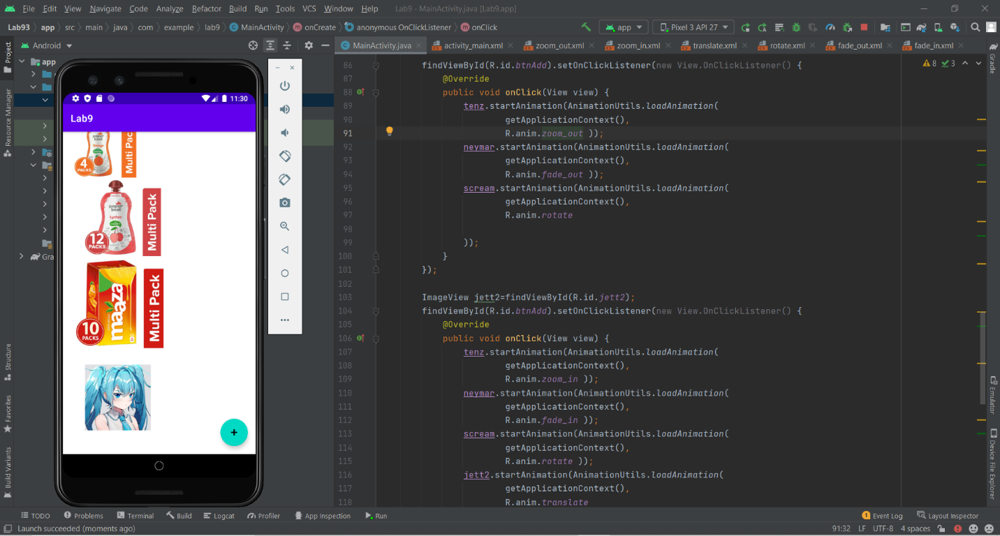 File Edit View Navigate Code Analyze Refactor Build Run Tools VCS Window Help Lab9 - MainActivity.java [Lab9.app]
Lab93 app src main java com example lab9 MainActivity onCreate anonymous OnClickListener onClick app Pixel 3 API 27
Android
MainActivity.java activity_main.xml zoom_out.xml zoom_in.xml translate.xml rotate.xml fade_out.xml fade_in.xml
Project
Resource Manager
Structure
Favorites
Build Variants
app
Gra
11:30
Lab9
Orange
4
PACKS
Multi Pac
paper
boat
Lychee
12
PACKS
Multi Pack
maaza
10
PACKS
Multi Pack
+
8 3
86 findViewById(R.id.btnAdd).setOnClickListener(new View.OnClickListener() {
87 @Override
88 public void onClick(View view) {
89 tenz.startAnimation(AnimationUtils.loadAnimation(
90 getApplicationContext(),
91 R.anim.zoom_out ));
92 neymar.startAnimation(AnimationUtils.loadAnimation(
93 getApplicationContext(),
94 R.anim.fade_out ));
95 scream.startAnimation(AnimationUtils.loadAnimation(
96 getApplicationContext(),
97 R.anim.rotate
98
99 ));
100 }
101 });
102
103 ImageView jett2=findViewById(R.id.jett2);
104 findViewById(R.id.btnAdd).setOnClickListener(new View.OnClickListener() {
105 @Override
106 public void onClick(View view) {
107 tenz.startAnimation(AnimationUtils.loadAnimation(
108 getApplicationContext(),
109 R.anim.zoom_in ));
110 neymar.startAnimation(AnimationUtils.loadAnimation(
111 getApplicationContext(),
112 R.anim.fade_in ));
113 scream.startAnimation(AnimationUtils.loadAnimation(
114 getApplicationContext(),
115 R.anim.rotate ));
116 jett2.startAnimation(AnimationUtils.loadAnimation(
117 getApplicationContext(),
118 R.anim.translate
Gradle
Emulator
Device File Explorer
TODO Problems Terminal Build Logcat Profiler App Inspection Run 1 Event Log Layout Inspector
Launch succeeded (moments ago) 91:32 LF UTF-8 4 spaces